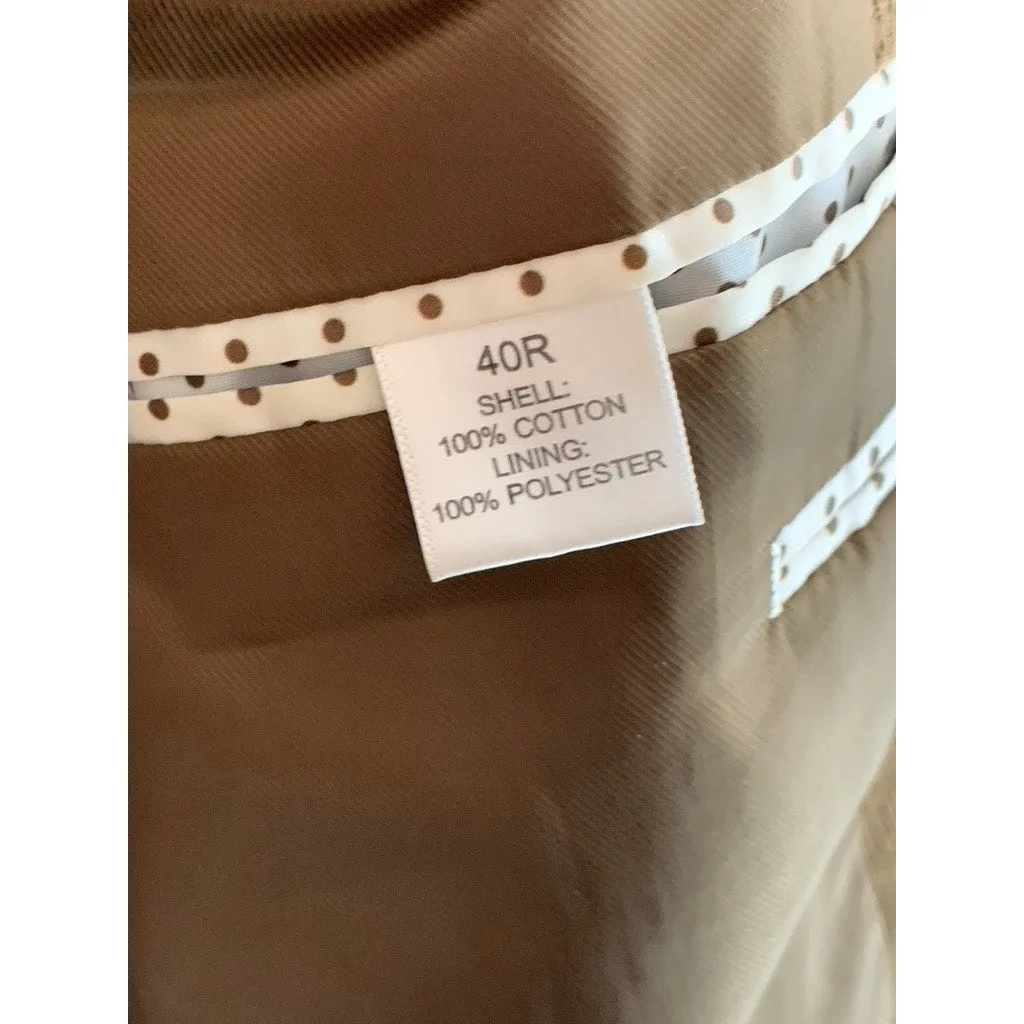 40R
SHELL:
100% COTTON
LINING:
100% POLYESTER